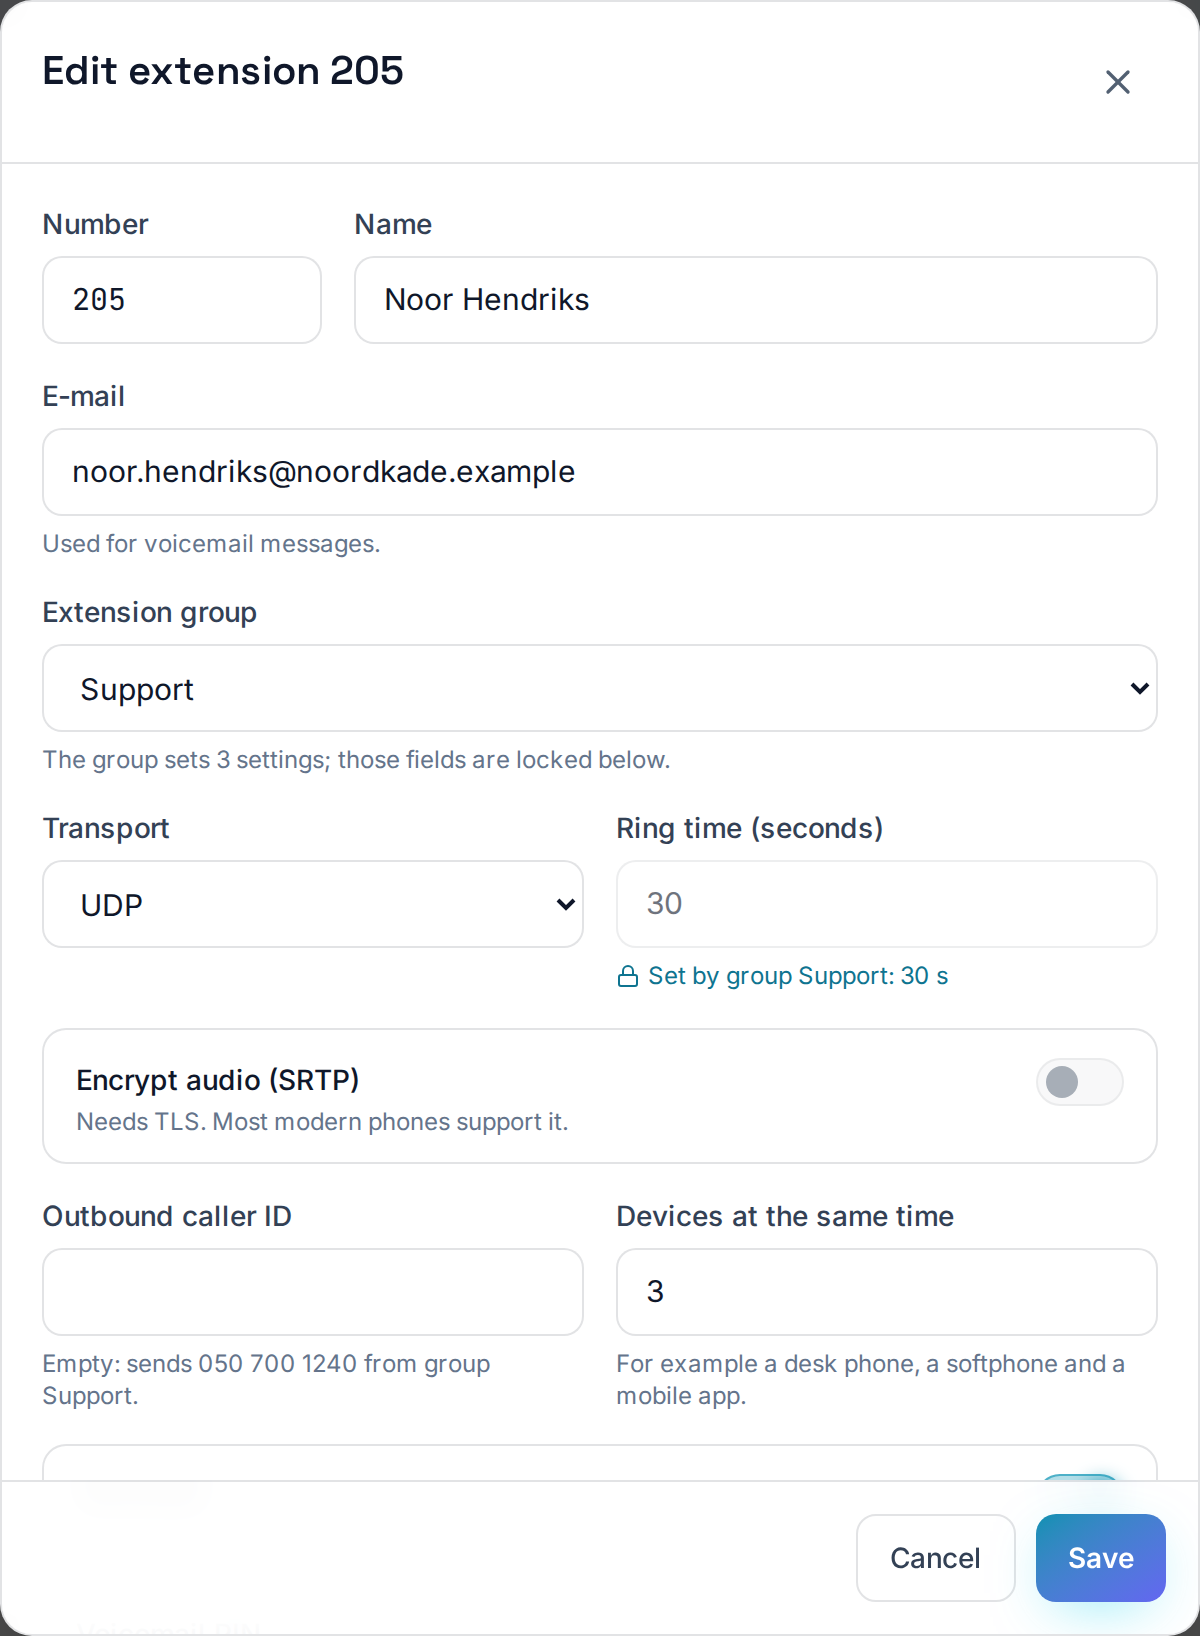 Edit extension 205
Number
Name
205
Noor Hendriks
E-mail
noor.hendriks@noordkade.example
Used for voicemail messages.
Extension group
Support
The group sets 3 settings; those fields are locked below.
Transport
Ring time (seconds)
UDP
30
Set by group Support: 30 s
Encrypt audio (SRTP)
Needs TLS. Most modern phones support it.
Outbound caller ID
Devices at the same time
3
Empty: sends 050 700 1240 from group
Support.
For example a desk phone, a softphone and a
mobile app.
Cancel
Save
Voicemail PIN